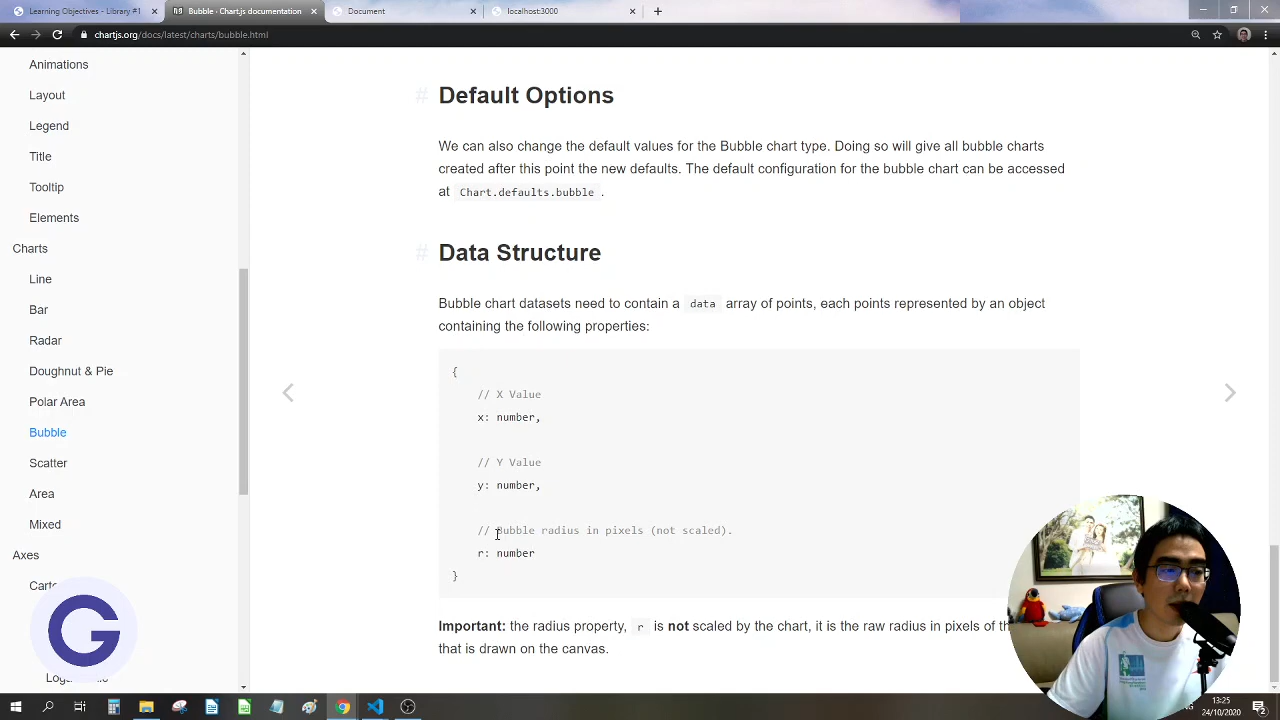 Learning Objectives - Library #1
Bubble · Chart.js documentation
Document
localhost:3000
chartjs.org/docs/latest/charts/bubble.html
Animations
Layout
Legend
Title
Tooltip
Elements
Charts
Line
Bar
Radar
Doughnut & Pie
Polar Area
Bubble
Scatter
Area
Mixed
Axes
# Default Options
We can also change the default values for the Bubble chart type. Doing so will give all bubble charts
created after this point the new defaults. The default configuration for the bubble chart can be accessed
at Chart.defaults.bubble.
# Data Structure
Bubble chart datasets need to contain a data array of points, each points represented by an object
containing the following properties:
{
// X Value
x: number,
// Y Value
y: number,
// Bubble radius in pixels (not scaled).
r: number
}
Important: the radius property, r is not scaled by the chart, it is the raw radius in pixels of
that is drawn on the canvas.
G
13:25
24/10/2020